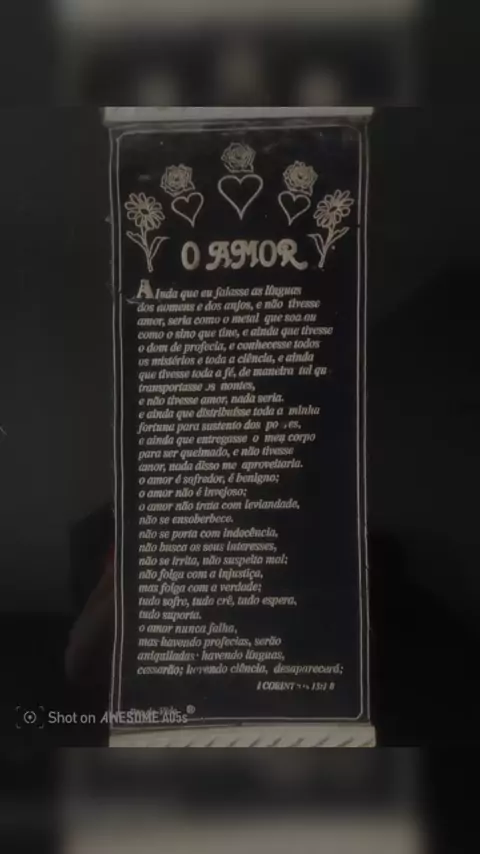 O AMOR
Ainda que eu falasse as línguas
dos homens e dos anjos, e não tivesse
amor, seria como o metal que soa ou
como o sino que tine, e ainda que tivesse
o dom de profecia, e conhecesse todos
os mistérios e toda a ciência, e ainda
que tivesse toda a fé, de maneira tal qu
transportasse os montes,
e não tivesse amor, nada seria.
e ainda que distribuísse toda a minha
fortuna para sustento dos
e ainda que entregasse o meu corpo
para ser queimado, e não tivesse
amor, nada disso me aproveitaria.
o amor é sofredor, é benigno;
o amor não é invejoso;
o amor não trata com leviandade,
não se ensoberbece.
não se porta com indecência,
não busca os seus interesses,
não se irrita, não suspeita mal;
não folga com a injustiça,
mas folga com a verdade;
tudo sofre, tudo crê, tudo espera,
tudo suporta.
o amor nunca falha,
mas havendo profecias, serão
aniquiladas; havendo línguas,
cessarão; havendo ciência, desaparecerá;
I CORINT 13:1-8
Shot on AWESOME A05s